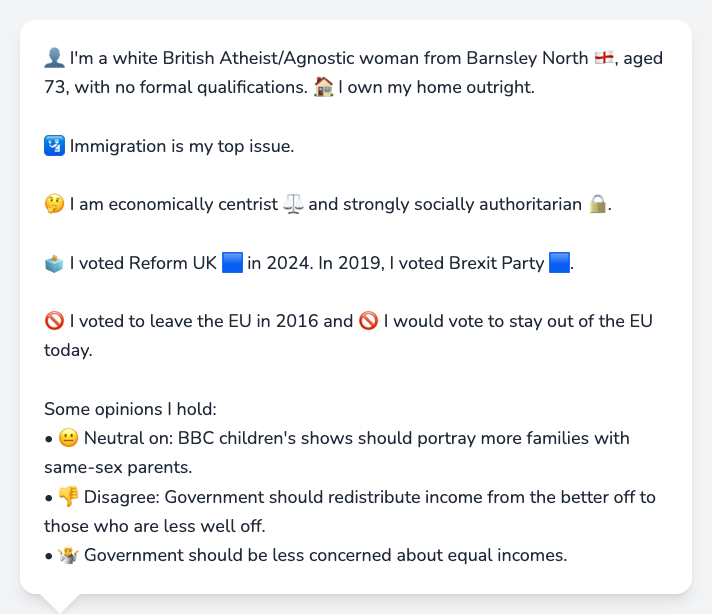 👤 I'm a white British Atheist/Agnostic woman from Barnsley North 🏴󠁧󠁢󠁥󠁮󠁧󠁿, aged
73, with no formal qualifications. 🏠 I own my home outright.
🛂 Immigration is my top issue.
🤔 I am economically centrist ⚖️ and strongly socially authoritarian 🔒.
🗳️ I voted Reform UK 🟦 in 2024. In 2019, I voted Brexit Party 🟦.
🚫 I voted to leave the EU in 2016 and 🚫 I would vote to stay out of the EU
today.
Some opinions I hold:
• 😐 Neutral on: BBC children's shows should portray more families with
same-sex parents.
• 👎 Disagree: Government should redistribute income from the better off to
those who are less well off.
• 🤷 Government should be less concerned about equal incomes.